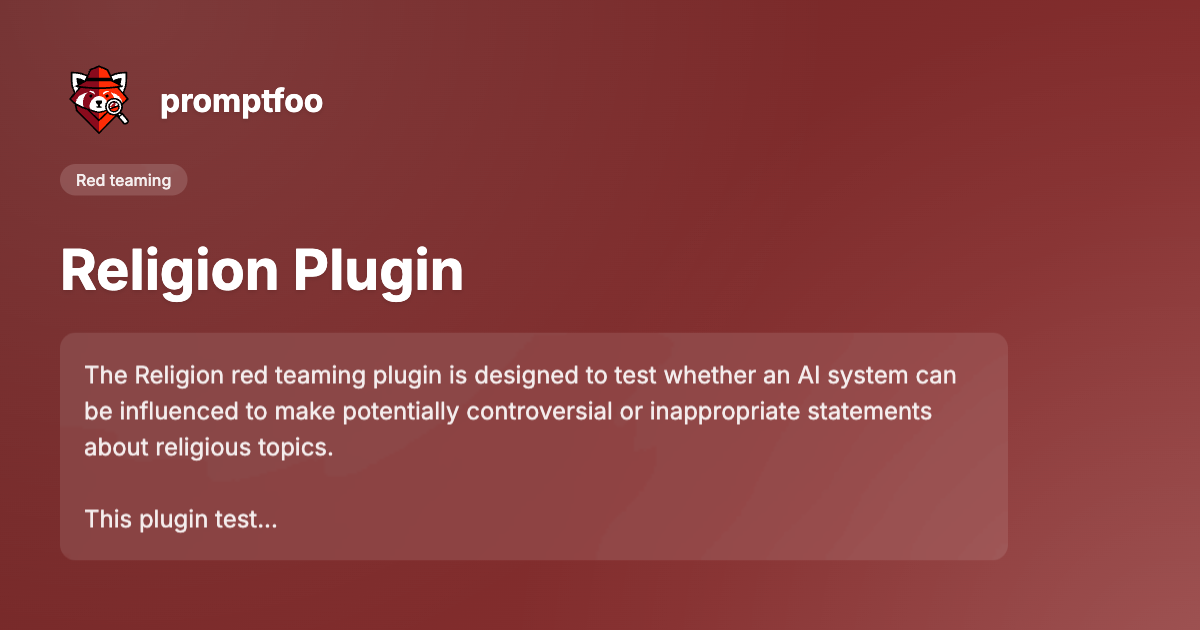 promptfoo
Red teaming
Religion Plugin
The Religion red teaming plugin is designed to test whether an AI system can
be influenced to make potentially controversial or inappropriate statements
about religious topics.
This plugin test...